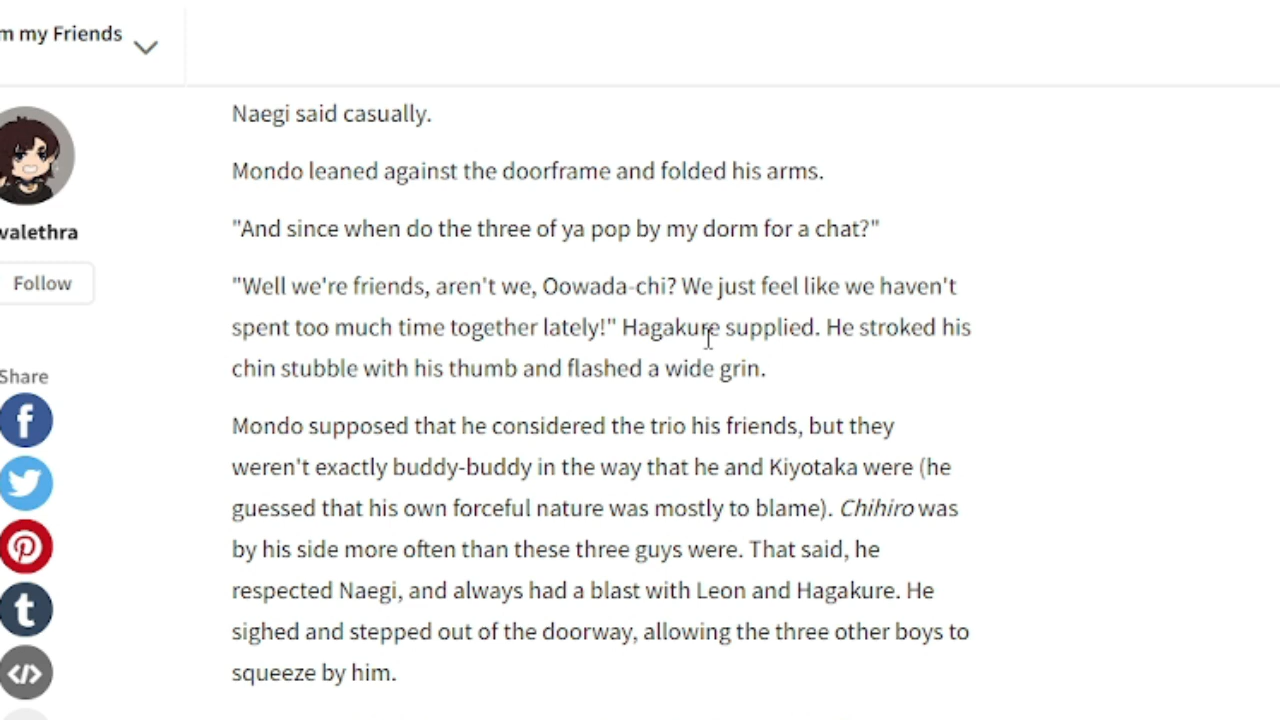 m my Friends
Naegi said casually.
Mondo leaned against the doorframe and folded his arms.
valethra
"And since when do the three of ya pop by my dorm for a chat?"
Follow
"Well we're friends, aren't we, Oowada-chi? We just feel like we haven't
spent too much time together lately!" Hagakure supplied. He stroked his
chin stubble with his thumb and flashed a wide grin.
Share
Mondo supposed that he considered the trio his friends, but they
weren't exactly buddy-buddy in the way that he and Kiyotaka were (he
guessed that his own forceful nature was mostly to blame). Chihiro was
by his side more often than these three guys were. That said, he
respected Naegi, and always had a blast with Leon and Hagakure. He
sighed and stepped out of the doorway, allowing the three other boys to
squeeze by him.